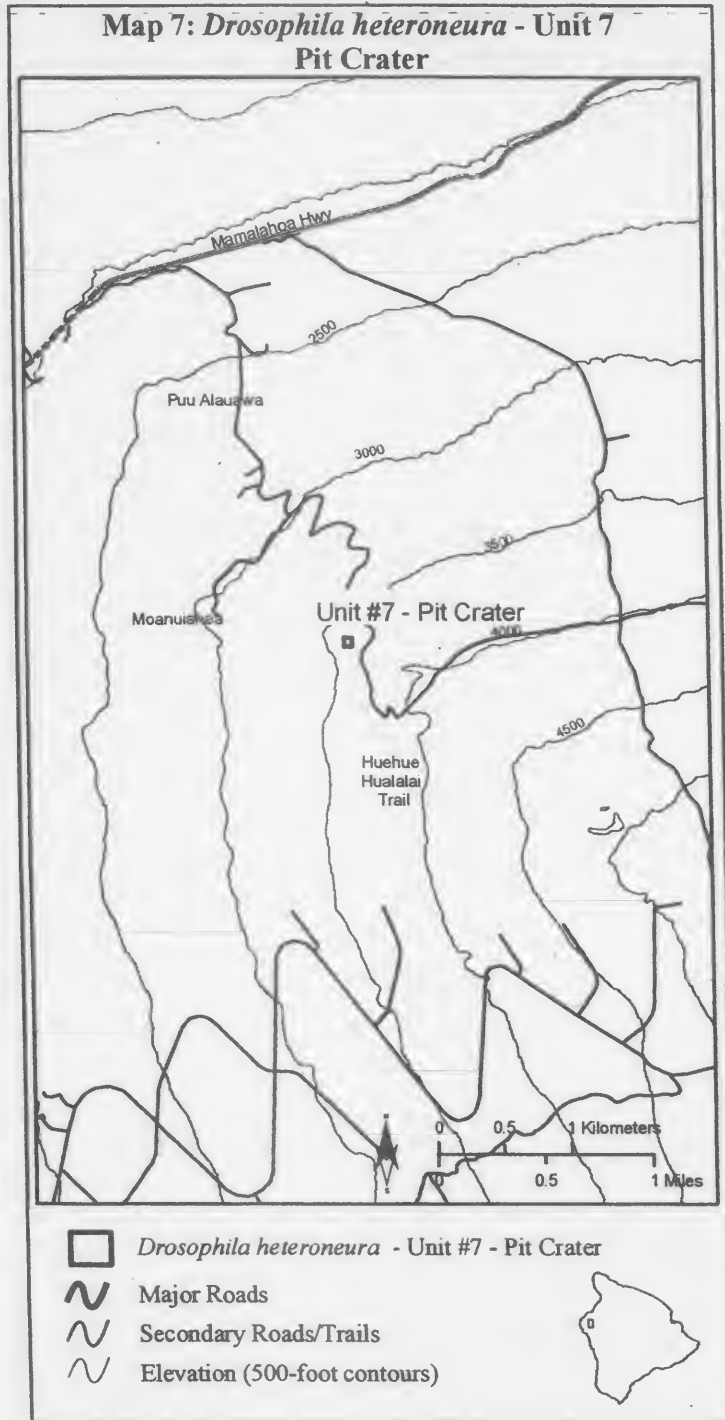 Map 7: Drosophila heteroneura - Unit 7
Pit Crater
Mamalahoa Hwy
2500
Puu Alauawa
3000
3500
Moanuiahea
Unit #7 - Pit Crater
4000
4500
Huehue
Hualalai
Trail
N
S
0 0.5 1 Kilometers
0 0.5 1 Miles
Drosophila heteroneura - Unit #7 - Pit Crater
Major Roads
Secondary Roads/Trails
Elevation (500-foot contours)